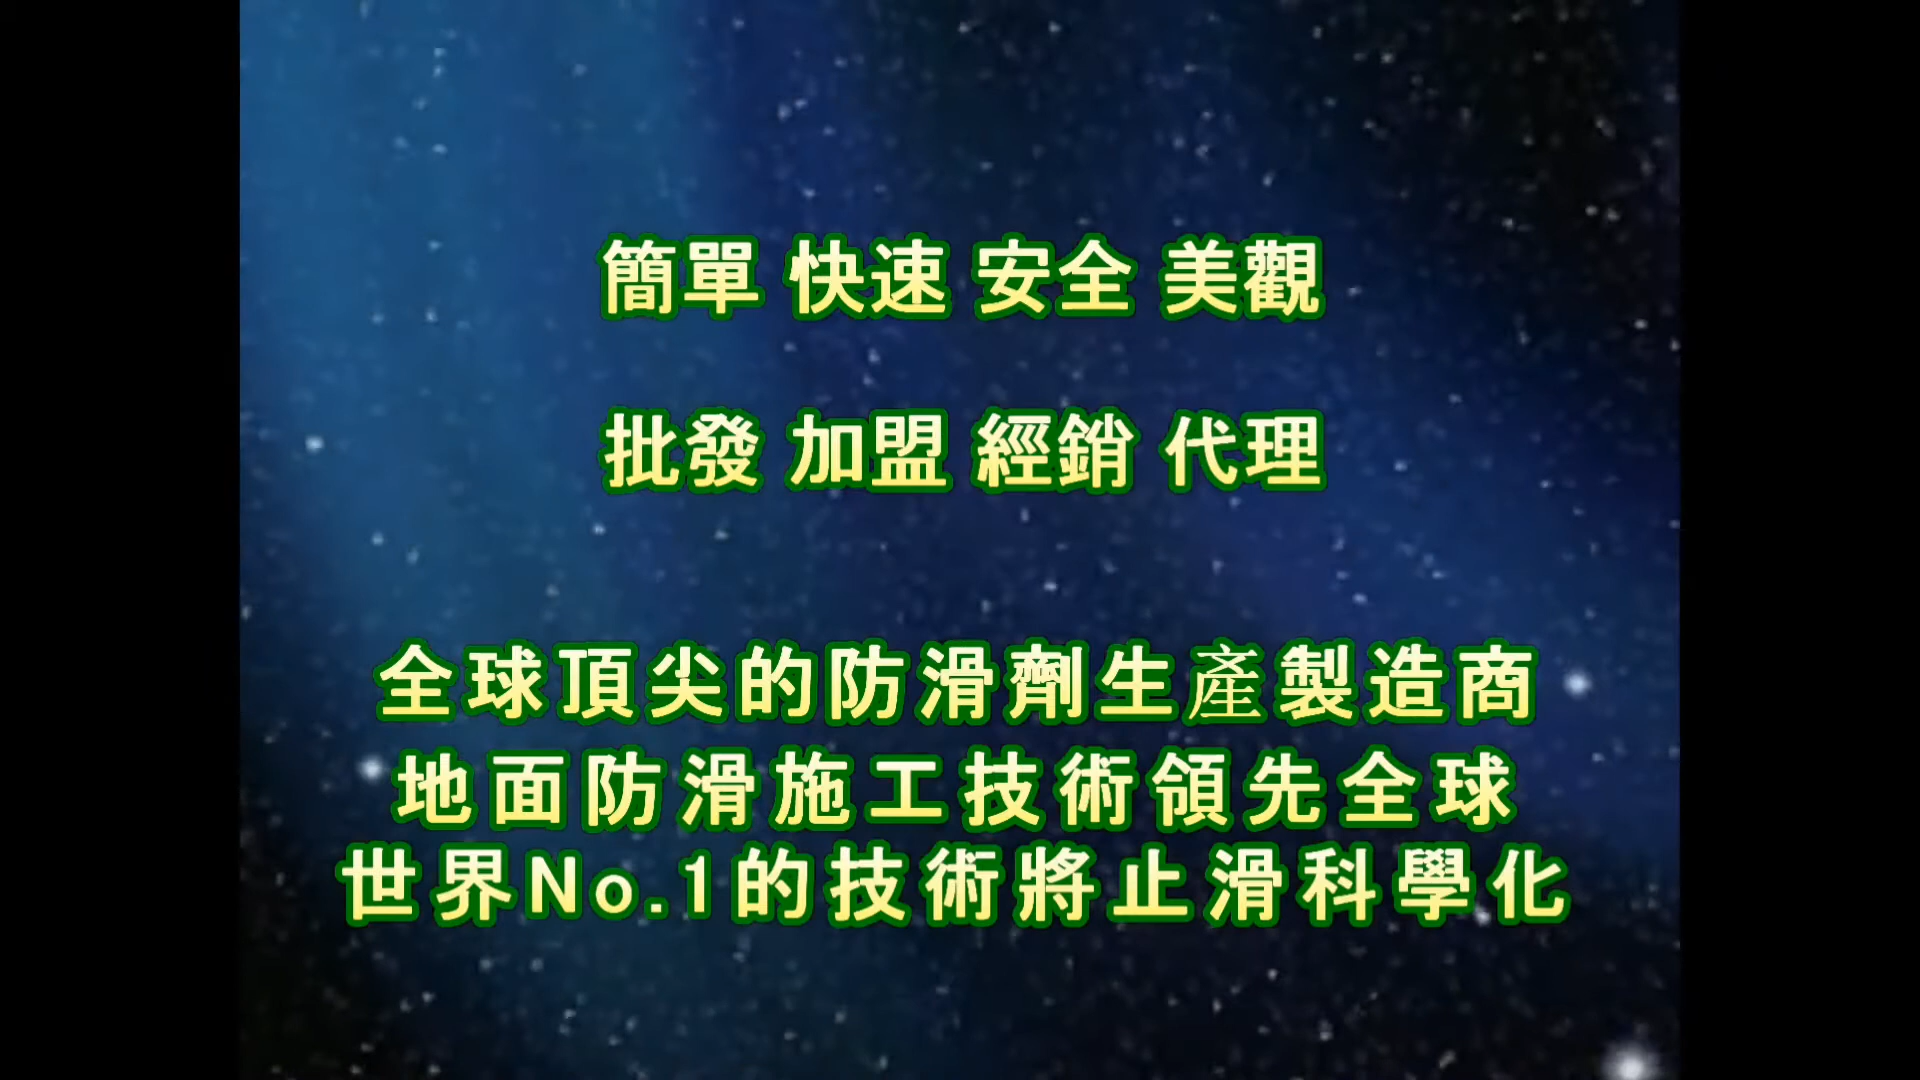 簡單 快速 安全 美觀
批發 加盟 經銷 代理
全球頂尖的防滑劑生產製造商
地面防滑施工技術領先全球
世界No.1的技術將止滑科學化